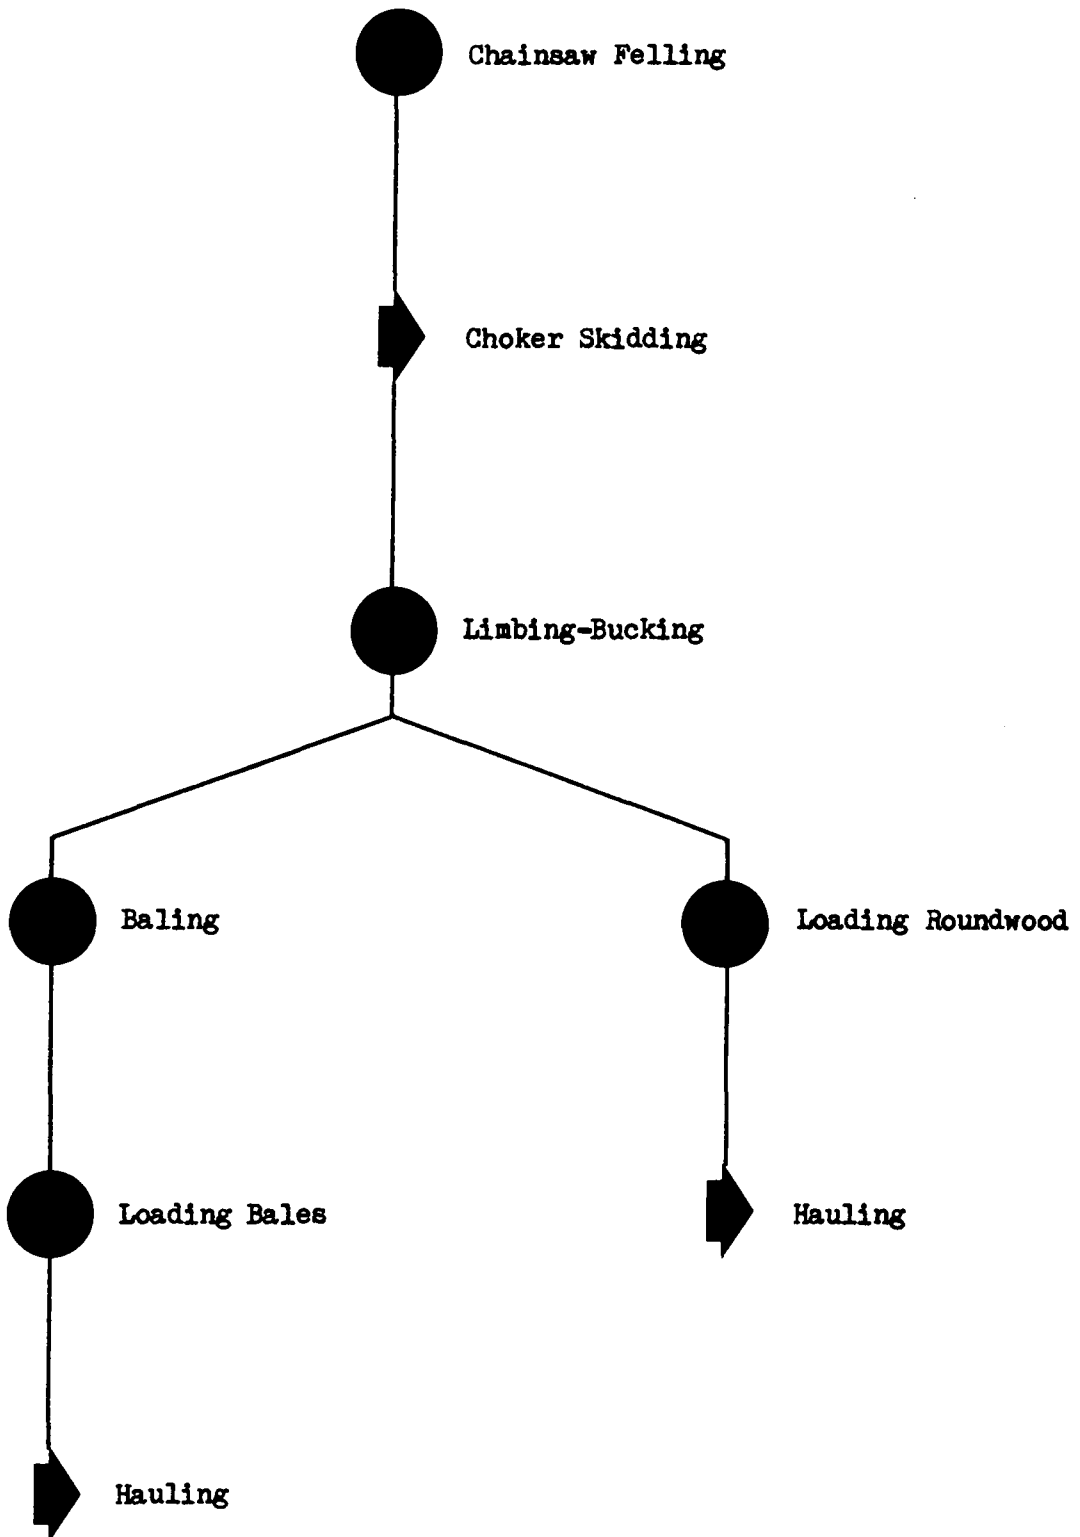 Chainsaw Felling
Choker Skidding
Limbing-Bucking
Baling
Loading Roundwood
Loading Bales
Hauling
Hauling